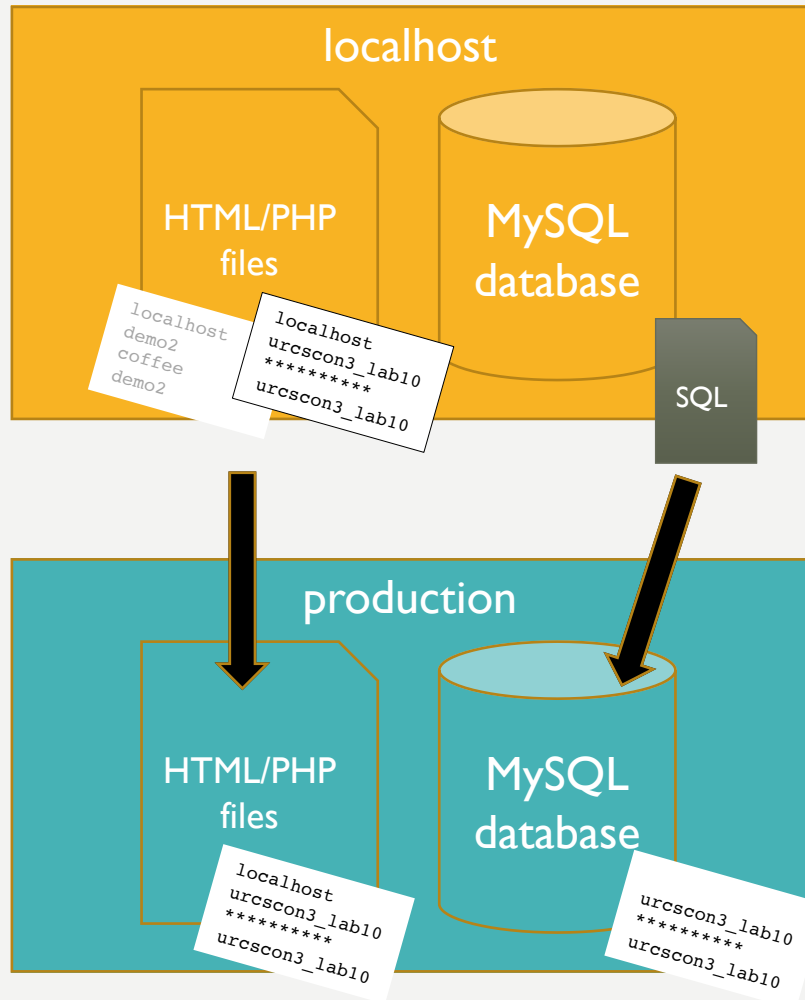 localhost
HTML/PHP
files
MySQL
database
localhost
demo2
coffee
demo2
localhost
urcscon3_lab10
**********
urcscon3_lab10
SQL
production
HTML/PHP
files
MySQL
database
localhost
urcscon3_lab10
**********
urcscon3_lab10
urcscon3_lab10
**********
urcscon3_lab10